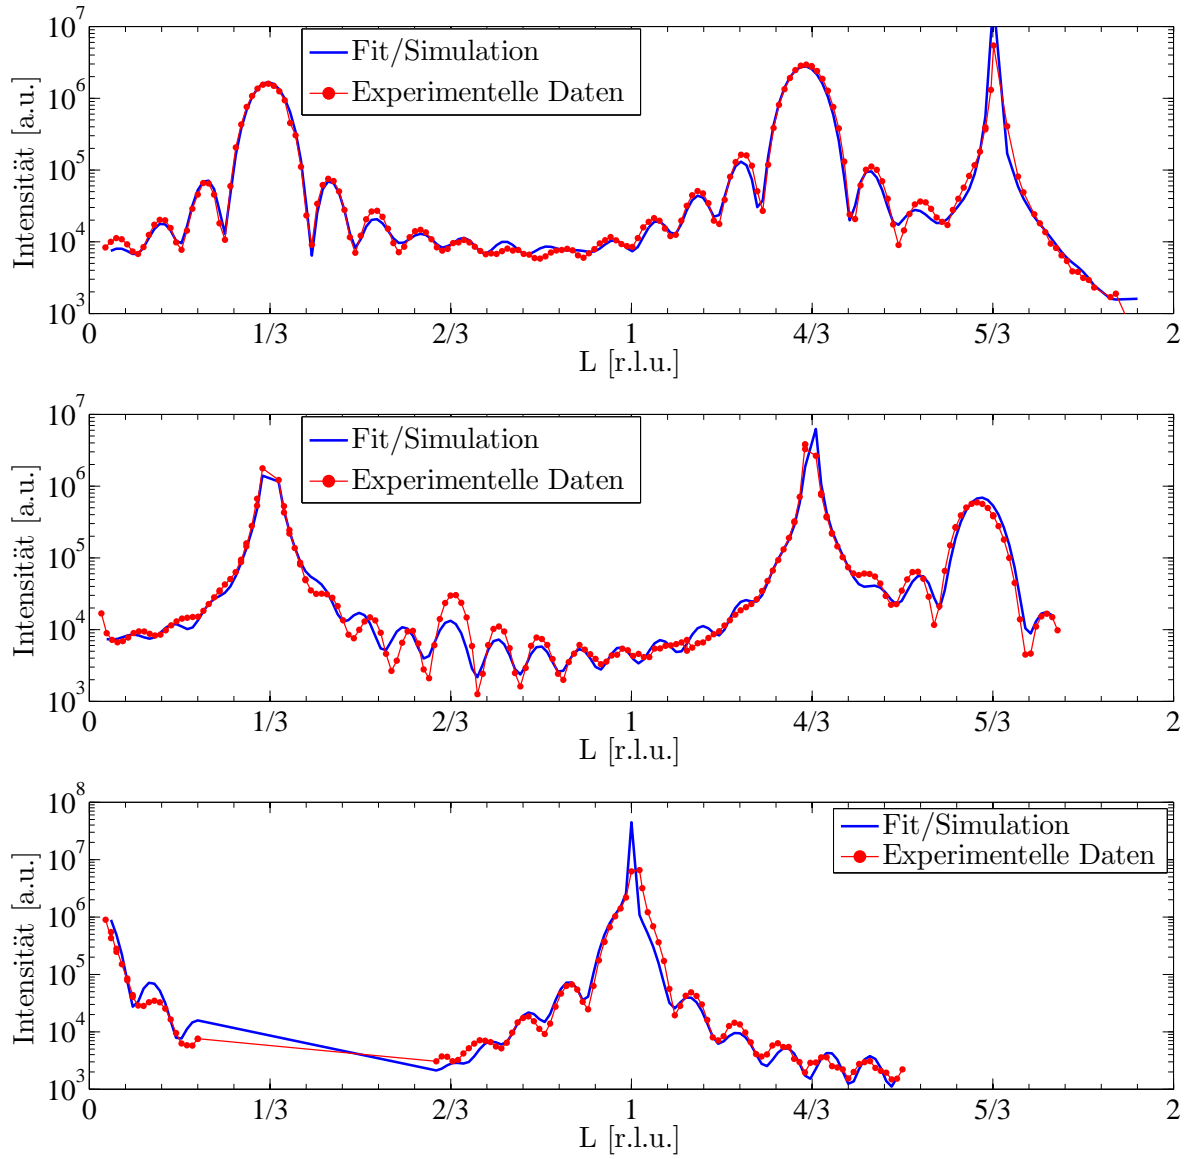 10^7
10^6
10^5
10^4
10^3
Intensität [a.u.]
Fit/Simulation
Experimentelle Daten
0 1/3 2/3 1 4/3 5/3 2
L [r.l.u.]
10^7
10^6
10^5
10^4
10^3
Intensität [a.u.]
Fit/Simulation
Experimentelle Daten
0 1/3 2/3 1 4/3 5/3 2
L [r.l.u.]
10^8
10^7
10^6
10^5
10^4
10^3
Intensität [a.u.]
Fit/Simulation
Experimentelle Daten
0 1/3 2/3 1 4/3 5/3 2
L [r.l.u.]